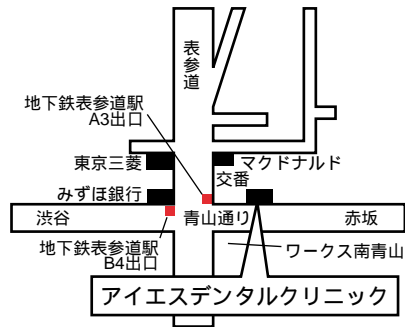 表参道
地下鉄表参道駅
A3出口
東京三菱
マクドナルド
交番
みずほ銀行
渋谷
青山通り
赤坂
地下鉄表参道駅
B4出口
ワークス南青山
アイエスデンタルクリニック